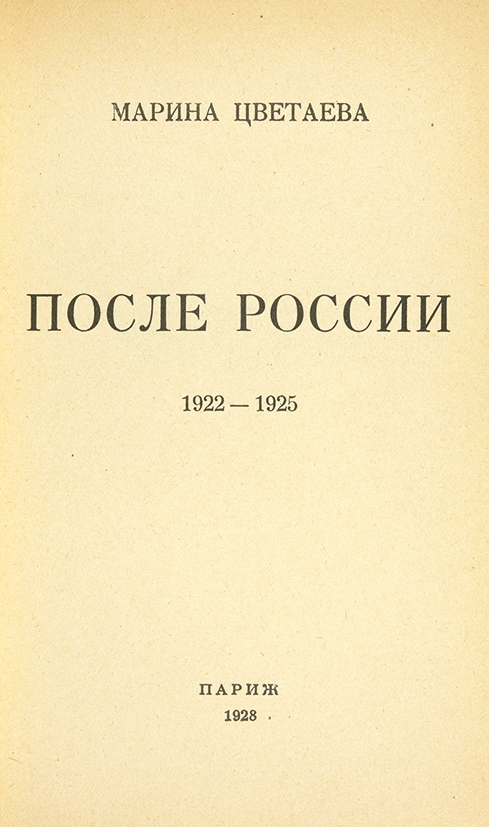 МАРИНА ЦВЕТАЕВА
ПОСЛЕ РОССИИ
1922 — 1925
ПАРИЖ
1928